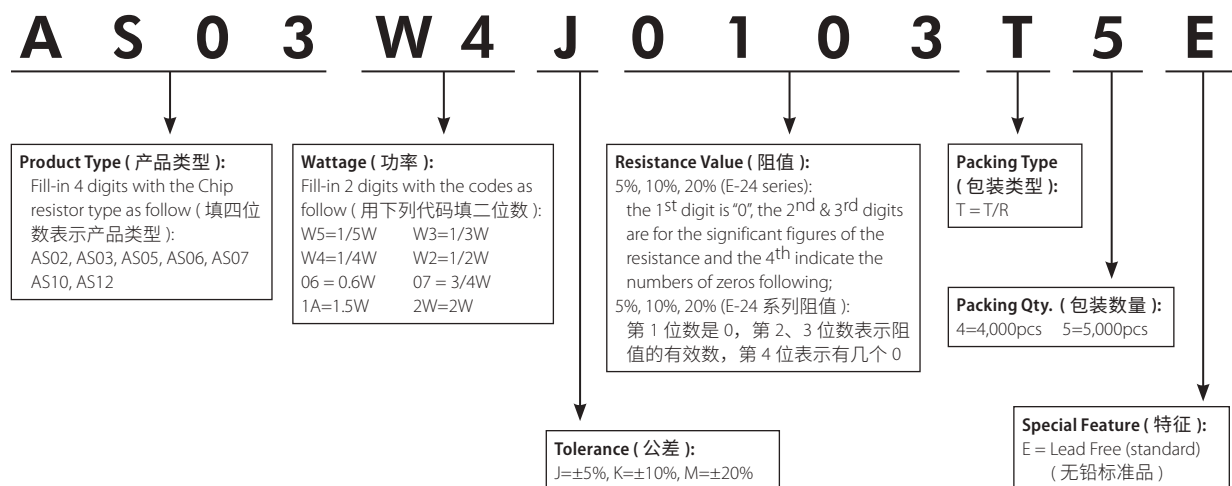 A S 0 3 W 4 J 0 1 0 3 T 5 E
Product Type ( 产品类型 ):
Fill-in 4 digits with the Chip
resistor type as follow ( 填四位
数表示产品类型 ):
AS02, AS03, AS05, AS06, AS07
AS10, AS12
Wattage ( 功率 ):
Fill-in 2 digits with the codes as
follow ( 用下列代码填二位数 ):
W5=1/5W W3=1/3W
W4=1/4W W2=1/2W
06 = 0.6W 07 = 3/4W
1A=1.5W 2W=2W
Resistance Value ( 阻值 ):
5%, 10%, 20% (E-24 series):
the 1st digit is “0”, the 2nd & 3rd digits
are for the significant figures of the
resistance and the 4th indicate the
numbers of zeros following;
5%, 10%, 20% (E-24 系列阻值 ):
第 1 位数是 0，第 2、3 位数表示阻
值的有效数，第 4 位表示有几个 0
Packing Type
( 包装类型 ):
T = T/R
Packing Qty. ( 包装数量 ):
4=4,000pcs 5=5,000pcs
Tolerance ( 公差 ):
J=±5%, K=±10%, M=±20%
Special Feature ( 特征 ):
E = Lead Free (standard)
( 无铅标准品 )